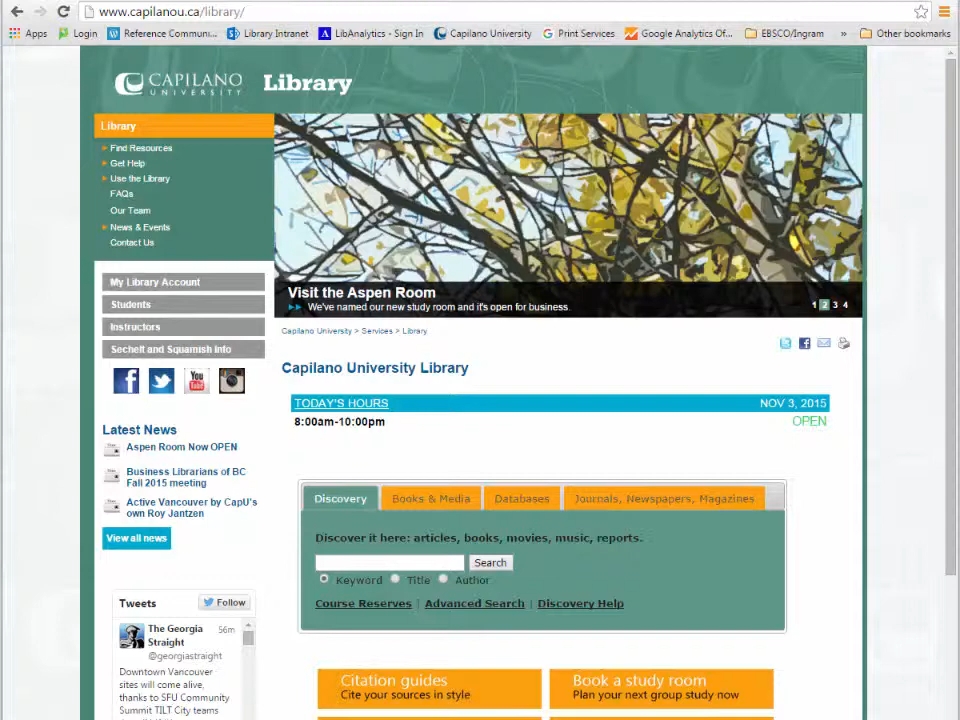 www.capilanou.ca/library/
Apps Login Reference Commun... Library Intranet LibAnalytics - Sign In Capilano University Print Services Google Analytics Of... EBSCO/Ingram » Other bookmarks
CAPILANO
UNIVERSITY
Library
Library
Find Resources
Get Help
Use the Library
FAQs
Our Team
News & Events
Contact Us
My Library Account
Students
Instructors
Sechelt and Squamish Info
You
Tube
Latest News
Aspen Room Now OPEN
Business Librarians of BC
Fall 2015 meeting
Active Vancouver by CapU's
own Roy Jantzen
View all news
Tweets
Follow
The Georgia
Straight
56m
@georgiastraight
Downtown Vancouver
sites will come alive,
thanks to SFU Community
Summit TILT City teams
Visit the Aspen Room
We've named our new study room and it's open for business.
1 2 3 4
Capilano University > Services > Library
Capilano University Library
TODAY'S HOURS NOV 3, 2015
8:00am-10:00pm OPEN
Discovery Books & Media Databases Journals, Newspapers, Magazines
Discover it here: articles, books, movies, music, reports.
Search
Keyword Title Author
Course Reserves | Advanced Search | Discovery Help
Citation guides
Cite your sources in style
Book a study room
Plan your next group study now